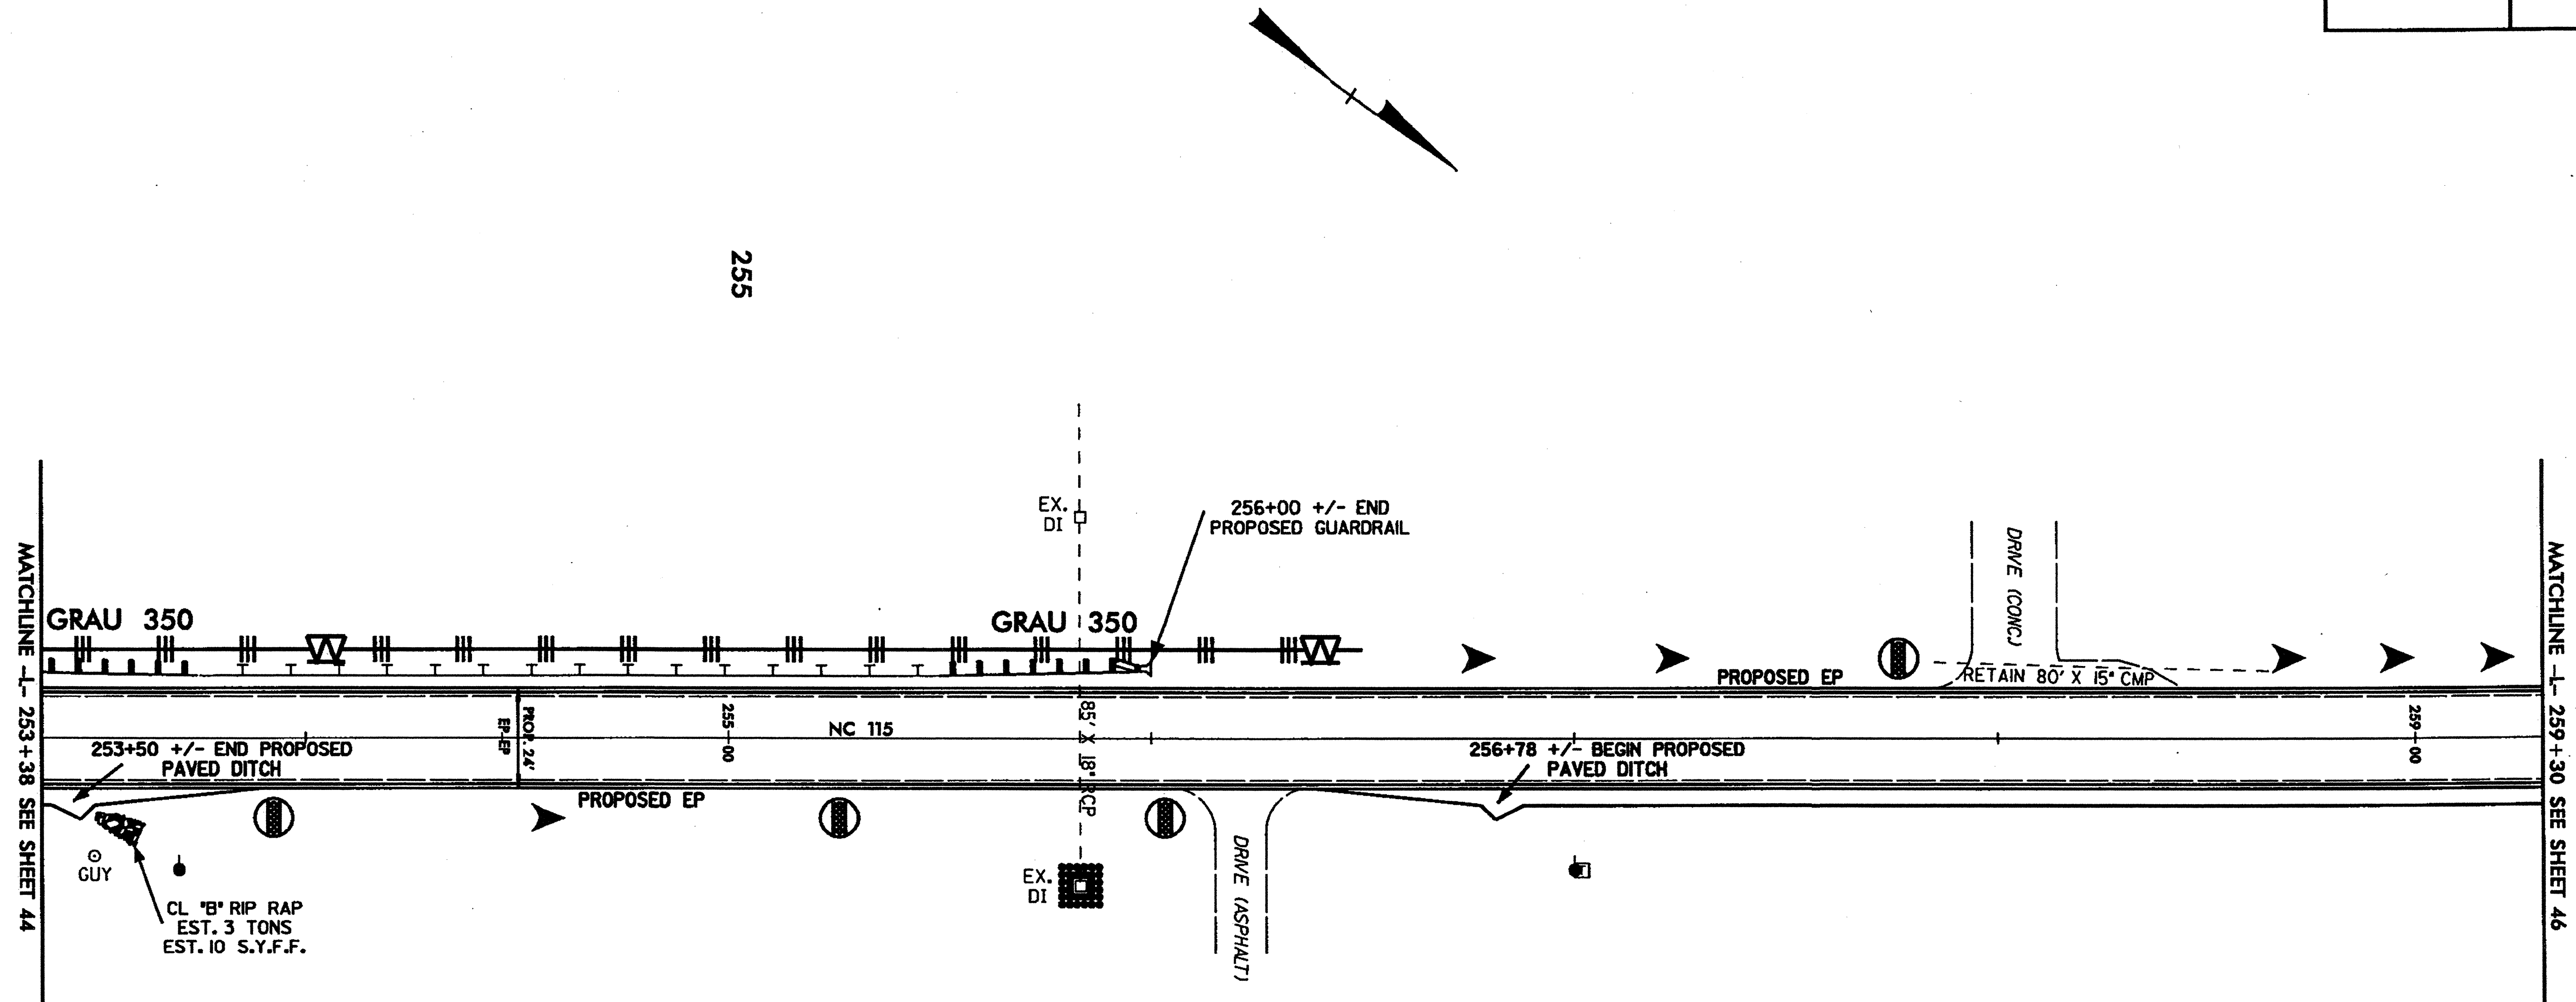 255
EX.
DI
256+00 +/- END
PROPOSED GUARDRAIL
DRIVE (CONC.)
GRAU 350
GRAU 350
PROPOSED EP
RETAIN 80' X 15" CMP
MATCHLINE -L- 253+38 SEE SHEET 44
MATCHLINE -L- 259+30 SEE SHEET 46
PROP. 24'
EP-EP
255+00
NC 115
85' X 18" RCP
259+00
253+50 +/- END PROPOSED
PAVED DITCH
256+78 +/- BEGIN PROPOSED
PAVED DITCH
PROPOSED EP
GUY
EX.
DI
DRIVE (ASPHALT)
CL "B" RIP RAP
EST. 3 TONS
EST. 10 S.Y.F.F.